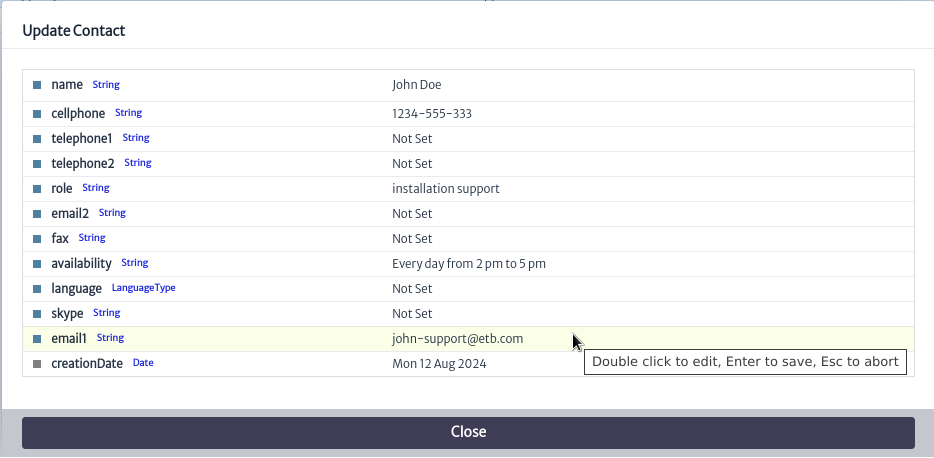 Update Contact
name String John Doe
cellphone String 1234-555-333
telephone1 String Not Set
telephone2 String Not Set
role String installation support
email2 String Not Set
fax String Not Set
availability String Every day from 2 pm to 5 pm
language LanguageType Not Set
skype String Not Set
email1 String john-support@etb.com
creationDate Date Mon 12 Aug 2024
Double click to edit, Enter to save, Esc to abort
Close